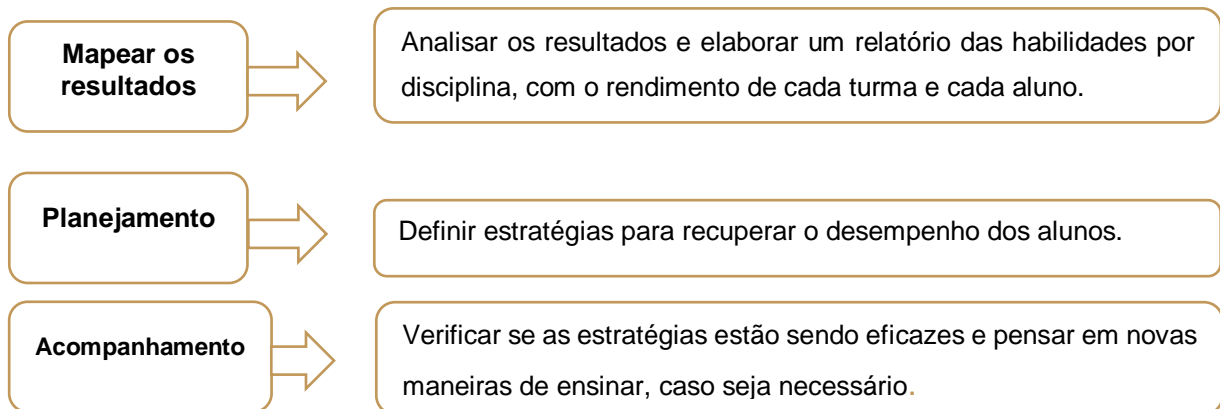 Mapear os
resultados
Analisar os resultados e elaborar um relatório das habilidades por
disciplina, com o rendimento de cada turma e cada aluno.
Planejamento
Definir estratégias para recuperar o desempenho dos alunos.
Acompanhamento
Verificar se as estratégias estão sendo eficazes e pensar em novas
maneiras de ensinar, caso seja necessário.